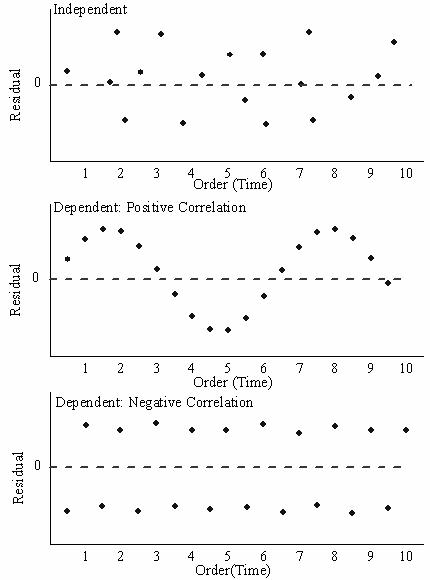 Independent
Residual
0
1 2 3 4 5 6 7 8 9 10
Order (Time)
Dependent: Positive Correlation
Residual
0
1 2 3 4 5 6 7 8 9 10
Order (Time)
Dependent: Negative Correlation
Residual
0
1 2 3 4 5 6 7 8 9 10
Order(Time)